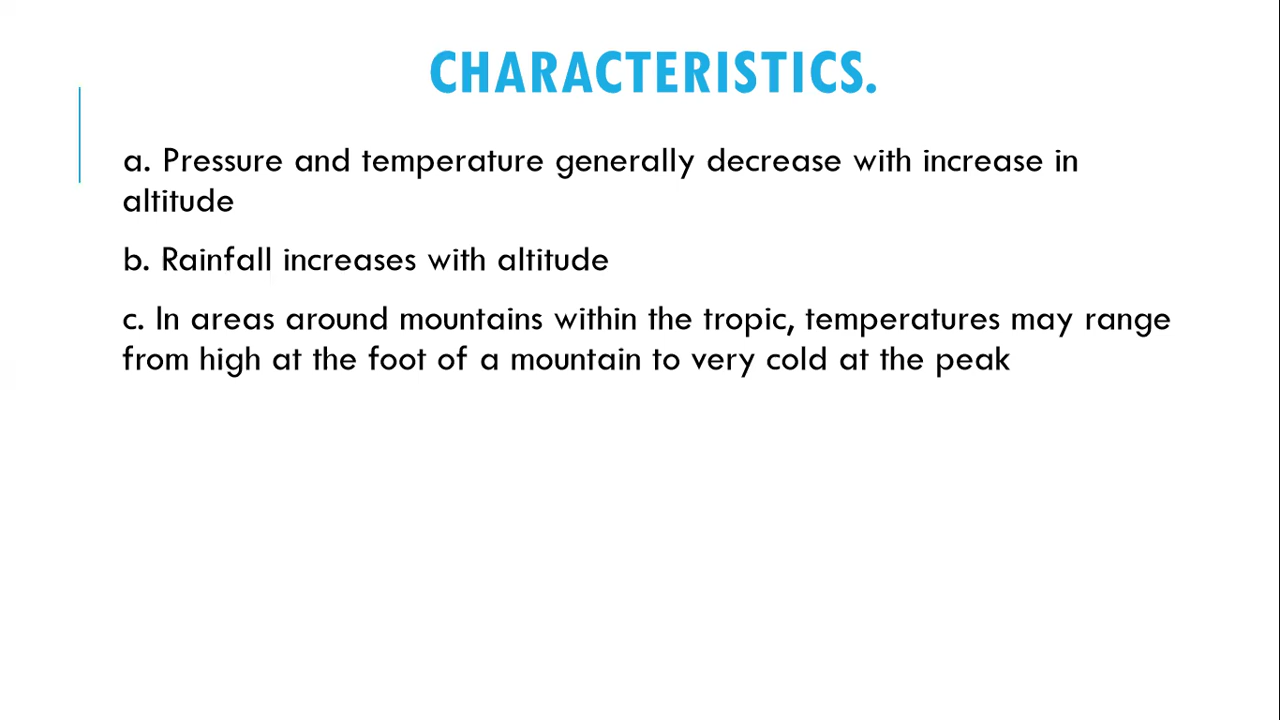 CHARACTERISTICS.
a. Pressure and temperature generally decrease with increase in
altitude
b. Rainfall increases with altitude
c. In areas around mountains within the tropic, temperatures may range
from high at the foot of a mountain to very cold at the peak